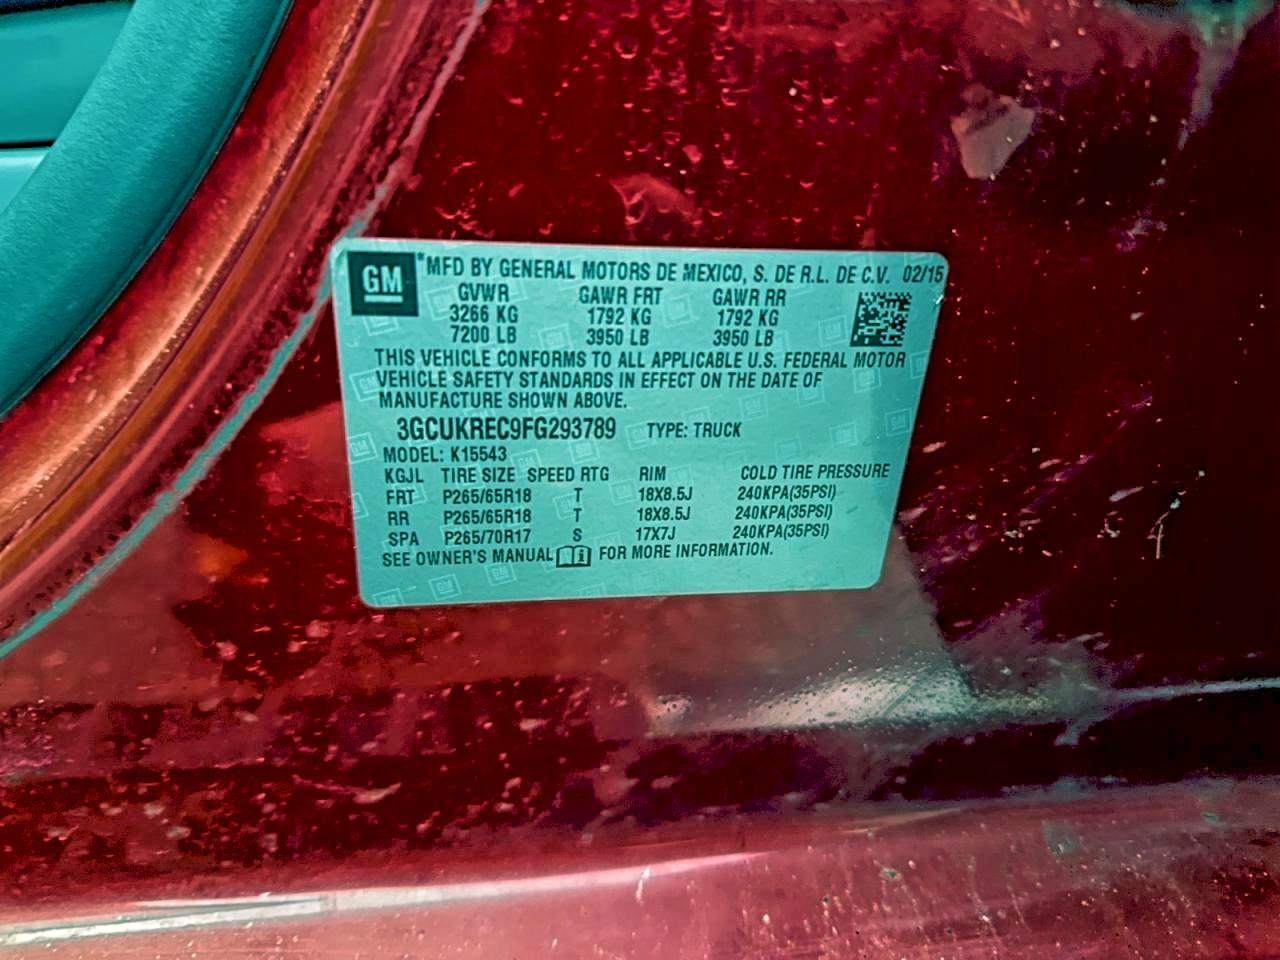 GM *MFD BY GENERAL MOTORS DE MEXICO, S. DE R.L. DE C.V. 02/15
GVWR GAWR FRT GAWR RR
3266 KG 1792 KG 1792 KG
7200 LB 3950 LB 3950 LB
THIS VEHICLE CONFORMS TO ALL APPLICABLE U.S. FEDERAL MOTOR
VEHICLE SAFETY STANDARDS IN EFFECT ON THE DATE OF
MANUFACTURE SHOWN ABOVE.
3GCUKREC9FG293789 TYPE: TRUCK
MODEL: K15543
KGJL TIRE SIZE SPEED RTG RIM COLD TIRE PRESSURE
FRT P265/65R18 T 18X8.5J 240KPA(35PSI)
RR P265/65R18 T 18X8.5J 240KPA(35PSI)
SPA P265/70R17 S 17X7J 240KPA(35PSI)
SEE OWNER'S MANUAL FOR MORE INFORMATION.